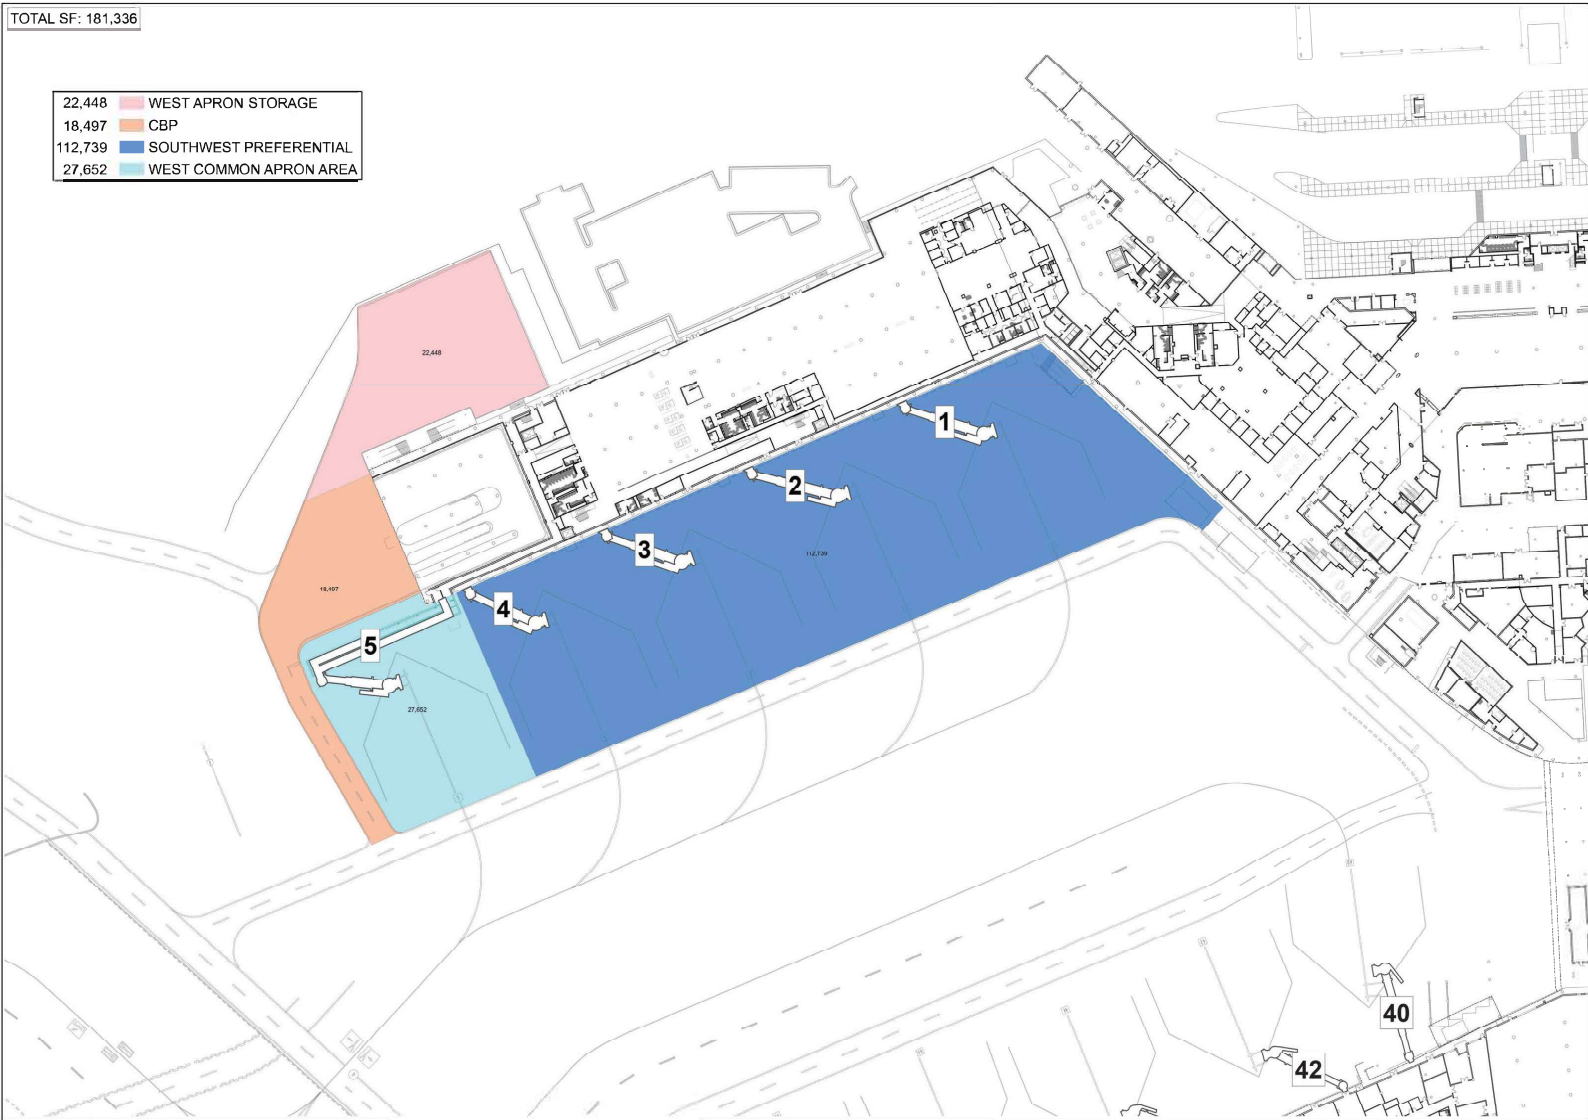 TOTAL SF: 181,336
22,448 WEST APRON STORAGE
18,497 CBP
112,739 SOUTHWEST PREFERENTIAL
27,652 WEST COMMON APRON AREA
22,448
1
2
3
112,739
18,497
4
5
27,652
40
42